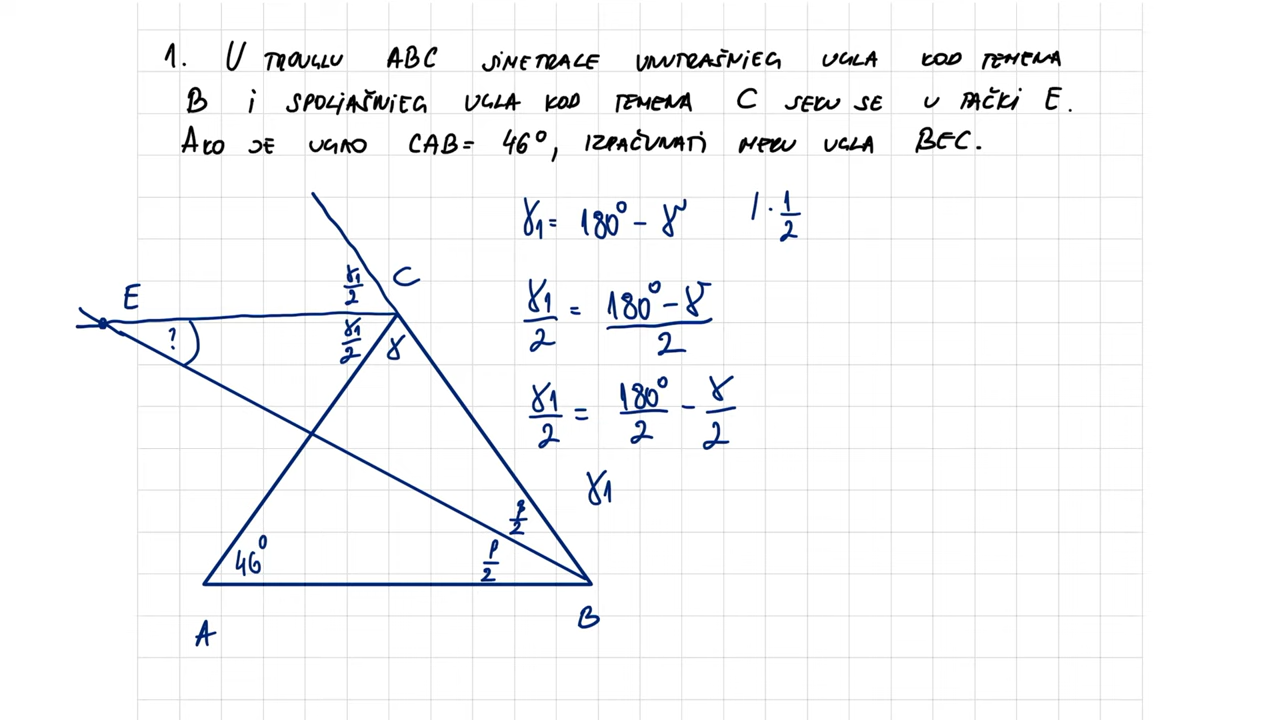 1. U TROUGLU ABC SIMETRALE UNUTRAŠNJEG UGLA KOD TEMENA
B I SPOLJAŠNJEG UGLA KOD TEMENA C SEKU SE U TAČKI E.
AKO JE UGAO CAB = 46°, IZRAČUNATI MERU UGLA BEC.
γ1 = 180° - γ / · 1/2
γ1/2 C
E γ1/2 = (180° - γ)/2
? γ1/2 γ
γ1/2 = 180°/2 - γ/2
γ1
β/2
46° β/2
A B